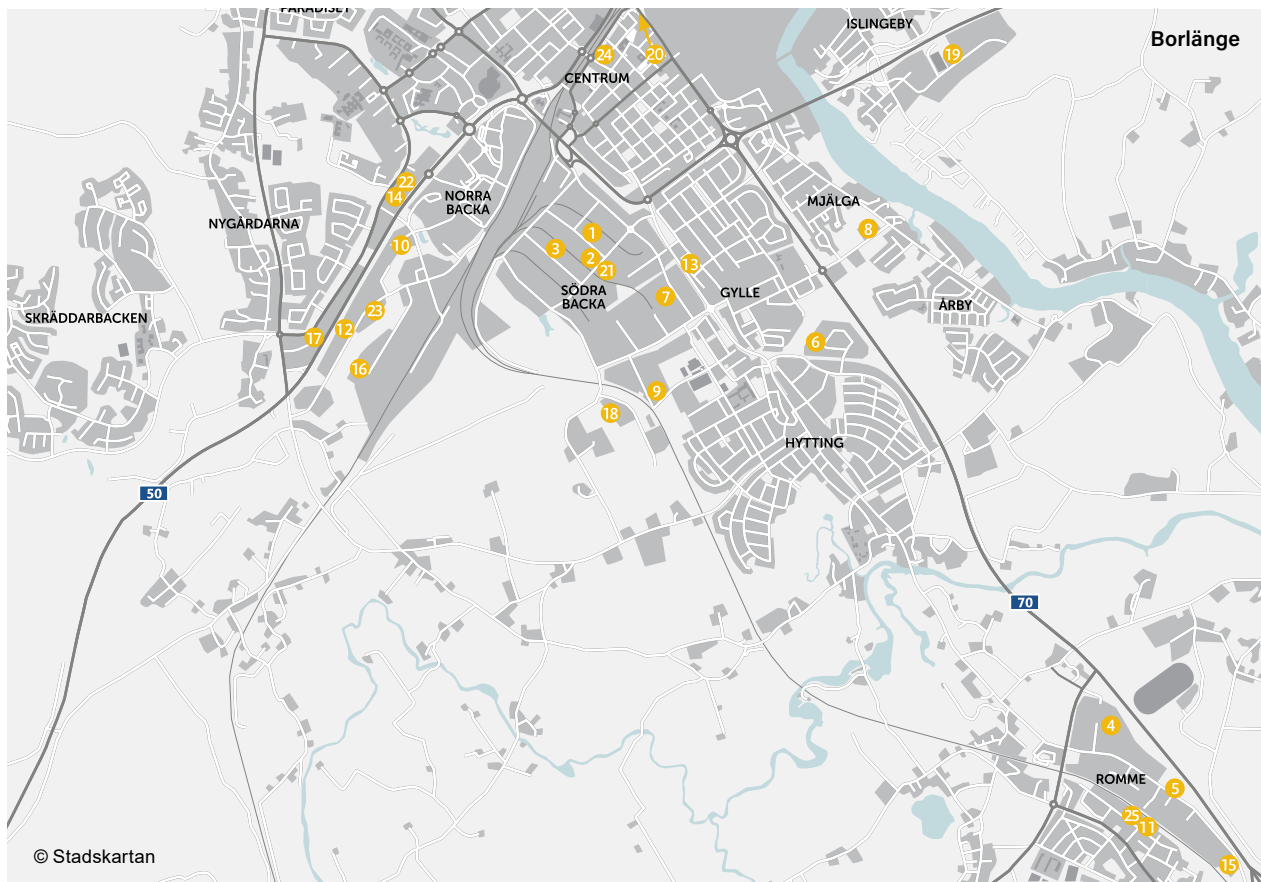 PARADISET
ISLINGEBY
Borlänge
24
20
19
CENTRUM
22
14
NORRA
BACKA
MJÄLGA
NYGÅRDARNA
8
1
10
3
2
21
13
SÖDRA
BACKA
GYLLE
7
ÅRBY
SKRÄDDARBACKEN
23
12
17
6
16
9
18
HYTTING
50
70
4
ROMME
5
25
11
15
© Stadskartan